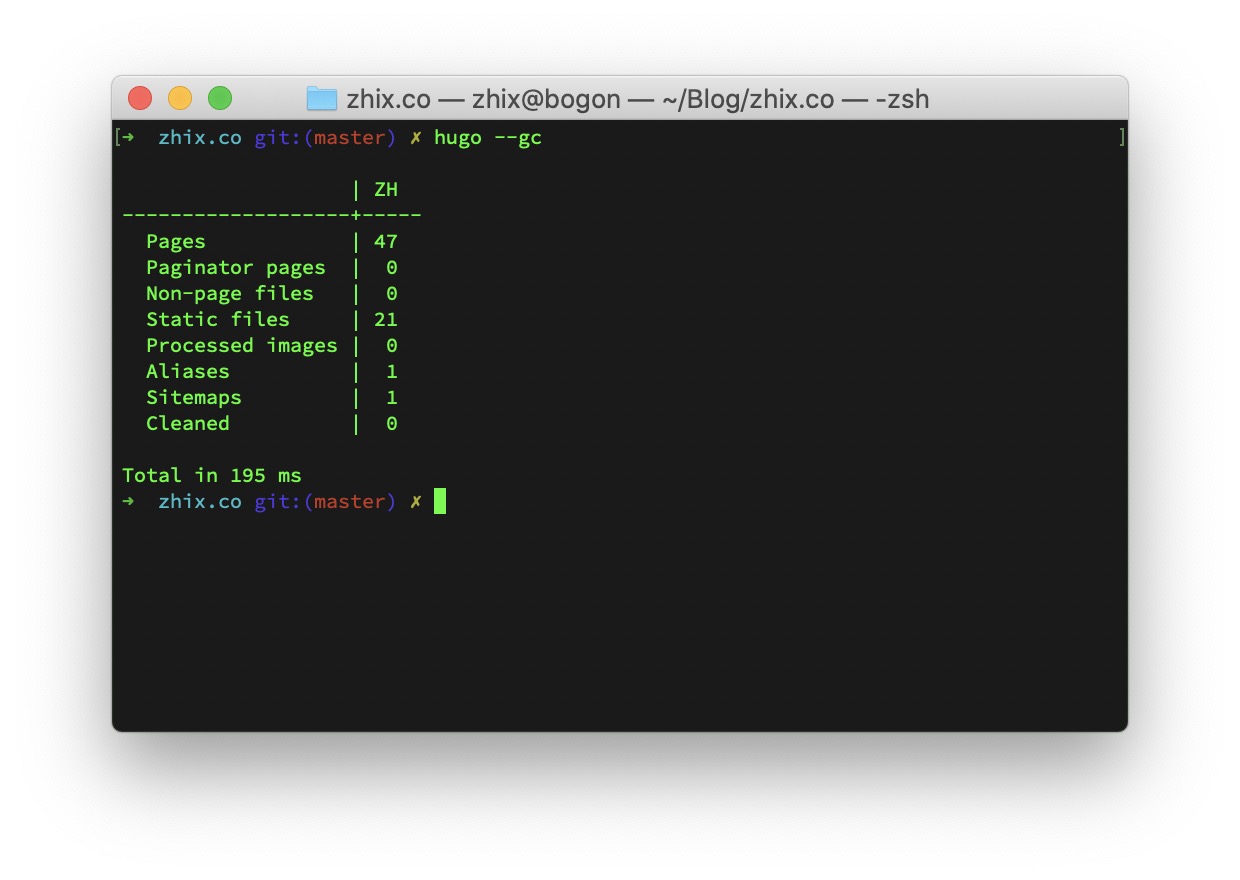 zhix.co — zhix@bogon — ~/Blog/zhix.co — -zsh
[➜  zhix.co git:(master) ✗ hugo --gc ]
                   | ZH
-------------------+-----
  Pages            | 47
  Paginator pages  |  0
  Non-page files   |  0
  Static files     | 21
  Processed images |  0
  Aliases          |  1
  Sitemaps         |  1
  Cleaned          |  0
Total in 195 ms
➜  zhix.co git:(master) ✗